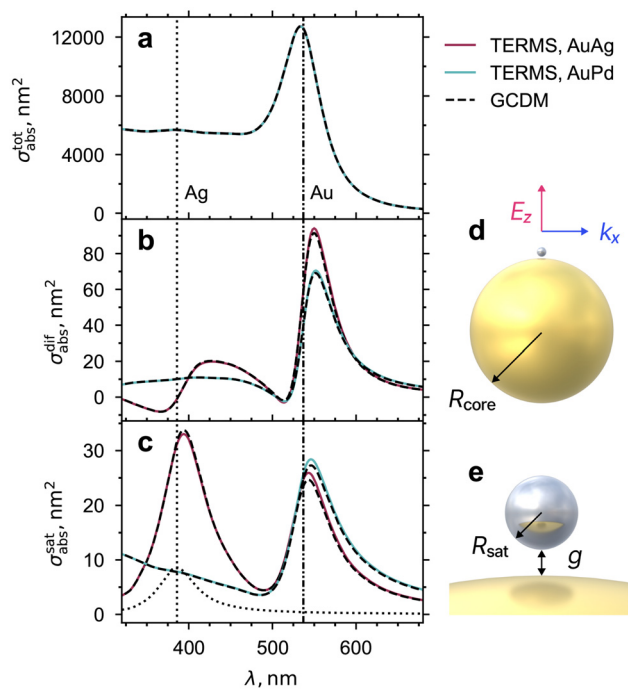 a
12000
8000
4000
0
σ_abs^tot, nm²
Ag
Au
b
80
60
40
20
0
σ_abs^dif, nm²
c
30
20
10
0
σ_abs^sat, nm²
400
500
600
λ, nm
TERMS, AuAg
TERMS, AuPd
GCDM
E_z
d
k_x
R_core
e
R_sat
g